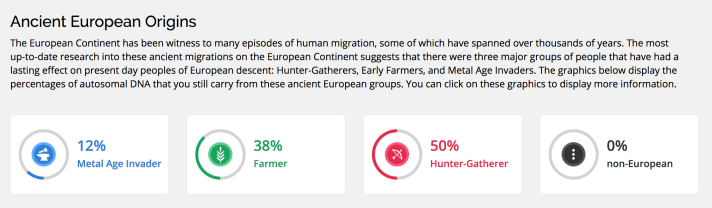 Ancient European Origins
The European Continent has been witness to many episodes of human migration, some of which have spanned over thousands of years. The most
up-to-date research into these ancient migrations on the European Continent suggests that there were three major groups of people that have had a
lasting effect on present day peoples of European descent: Hunter-Gatherers, Early Farmers, and Metal Age Invaders. The graphics below display the
percentages of autosomal DNA that you still carry from these ancient European groups. You can click on these graphics to display more information.
12%
Metal Age Invader
38%
Farmer
50%
Hunter-Gatherer
0%
non-European